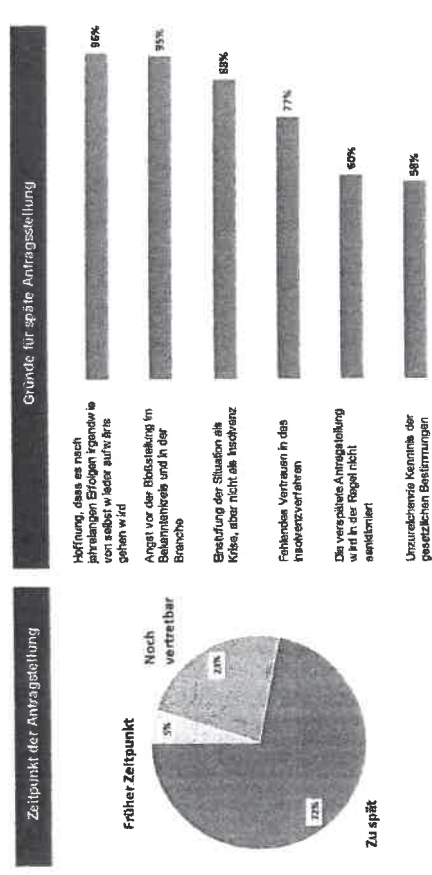 Zeitpunkt der Antragstellung
Früher Zeitpunkt
5%
Noch
vertretbar
23%
72%
Zu spät
Gründe für späte Antragsstellung
Hoffnung, dass es nach
jahrelangen Erfolgen irgendwie
von selbst wieder aufwärts
gehen wird
96%
Angst vor der Bloßstellung im
Bekanntenkreis und in der
Branche
95%
Einstufung der Situation als
Krise, aber nicht als Insolvenz
88%
Fehlendes Vertrauen in das
Insolvenzverfahren
77%
Die verspätete Antragstellung
wird in der Regel nicht
sanktioniert
60%
Unzureichende Kenntnis der
gesetzlichen Bestimmungen
58%